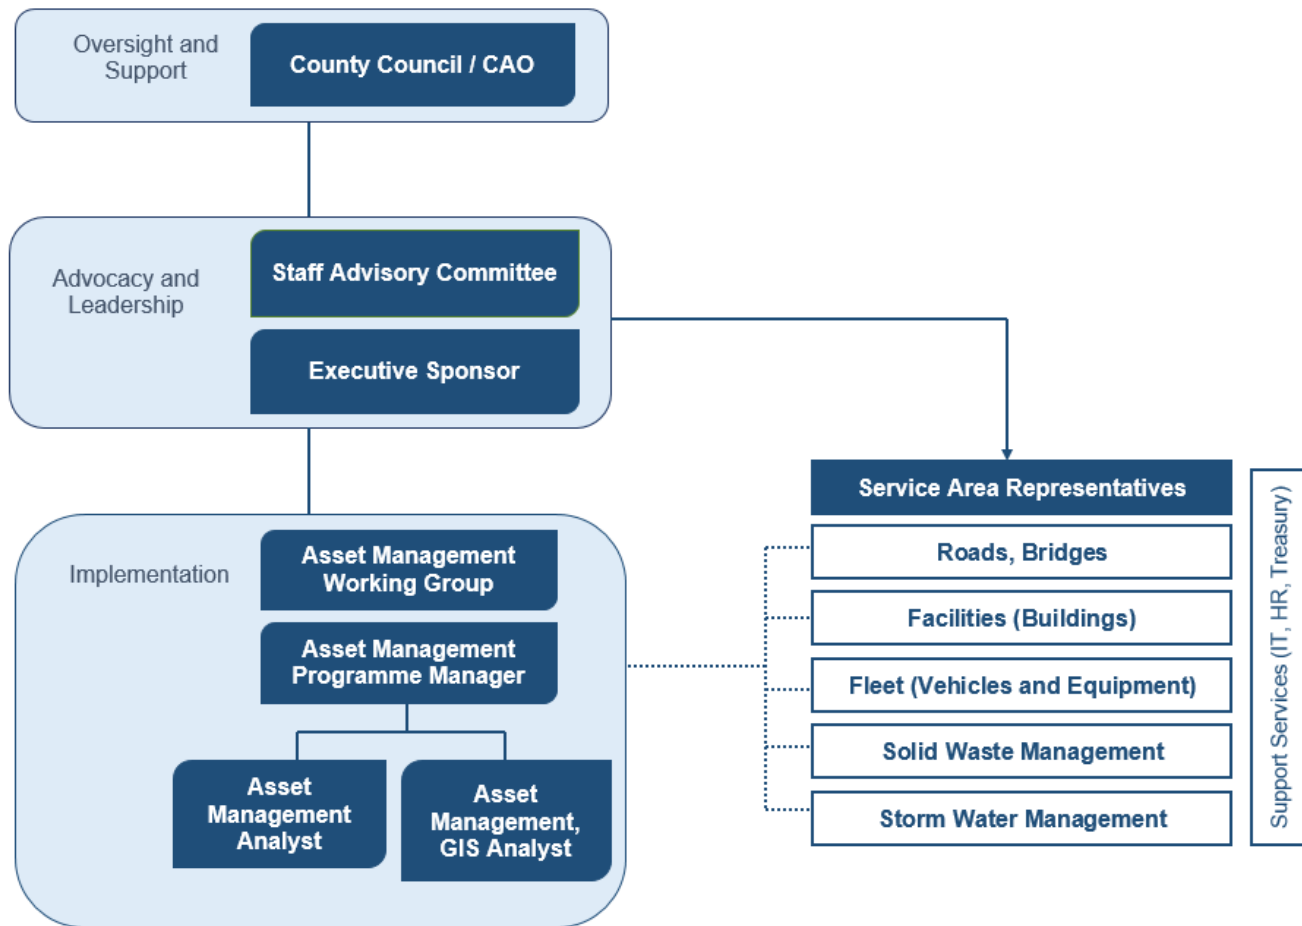 Oversight and
Support
County Council / CAO
Advocacy and
Leadership
Staff Advisory Committee
Executive Sponsor
Implementation
Asset Management
Working Group
Asset Management
Programme Manager
Asset
Management
Analyst
Asset
Management,
GIS Analyst
Service Area Representatives
Roads, Bridges
Facilities (Buildings)
Fleet (Vehicles and Equipment)
Solid Waste Management
Storm Water Management
Support Services (IT, HR, Treasury)